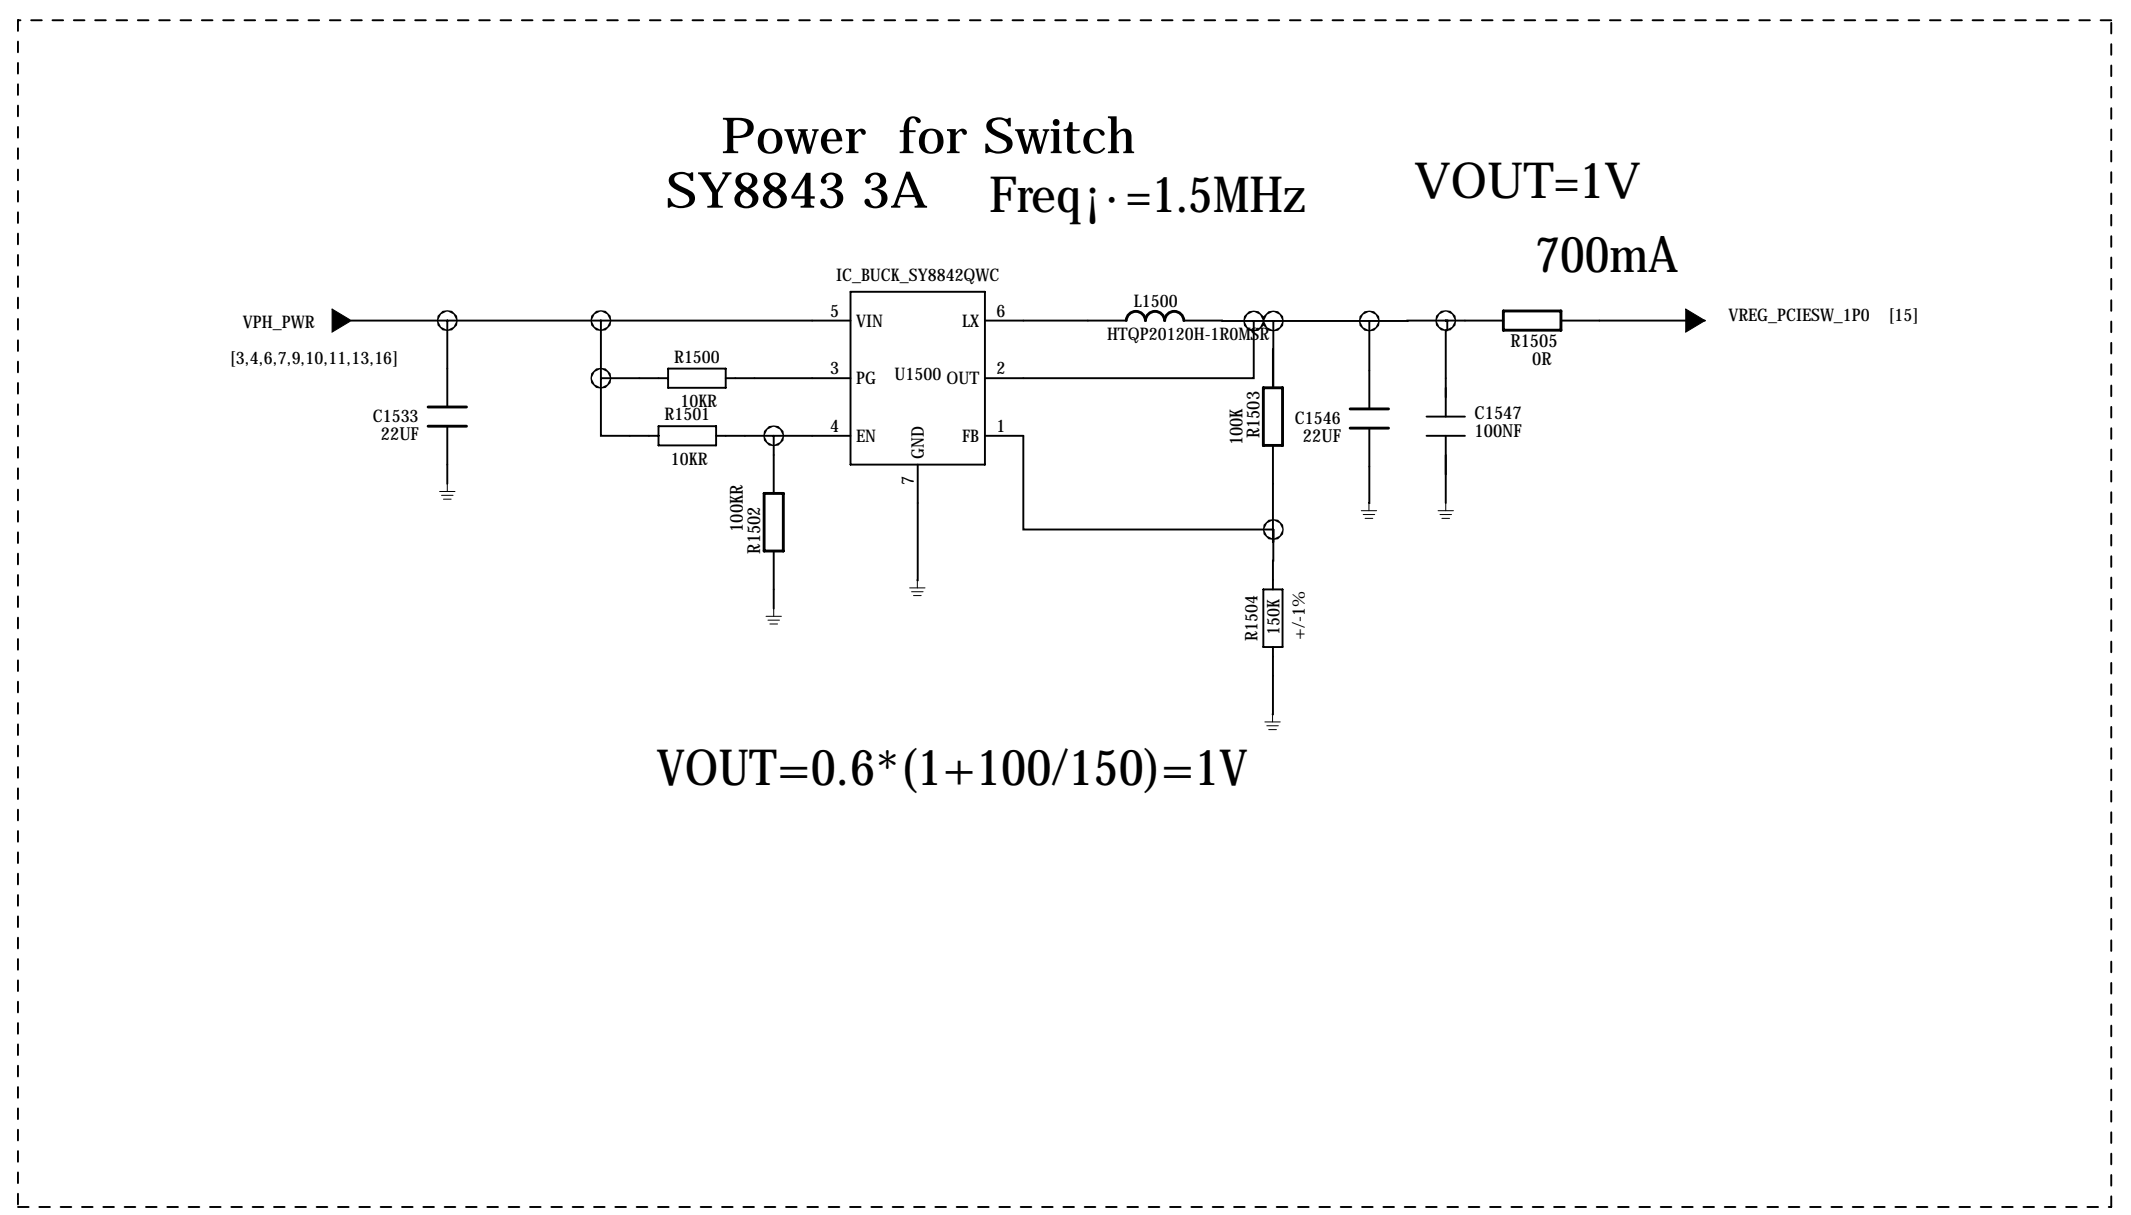 Power for Switch
SY8843 3A
Freq¡·=1.5MHz
VOUT=1V
700mA
IC_BUCK_SY8842QWC
VPH_PWR
[3,4,6,7,9,10,11,13,16]
5
VIN
LX
6
L1500
HTQP20120H-1R0MSR
VREG_PCIESW_1P0 [15]
R1505
0R
R1500
10KR
3
PG
U1500
OUT
2
R1501
10KR
4
EN
GND
7
FB
1
C1533
22UF
100KR
R1502
100K
R1503
C1546
22UF
C1547
100NF
R1504
150K
+/-1%
VOUT=0.6*(1+100/150)=1V